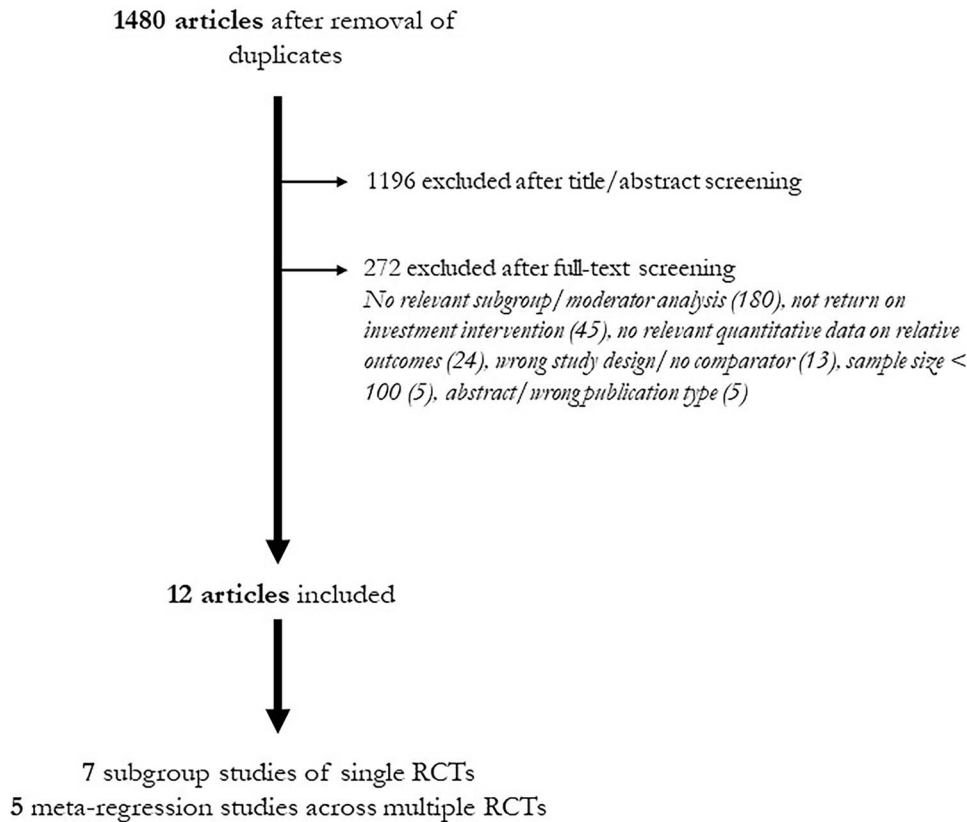 1480 articles after removal of
duplicates
1196 excluded after title/abstract screening
272 excluded after full-text screening
No relevant subgroup/moderator analysis (180), not return on
investment intervention (45), no relevant quantitative data on relative
outcomes (24), wrong study design/no comparator (13), sample size <
100 (5), abstract/wrong publication type (5)
12 articles included
7 subgroup studies of single RCTs
5 meta-regression studies across multiple RCTs